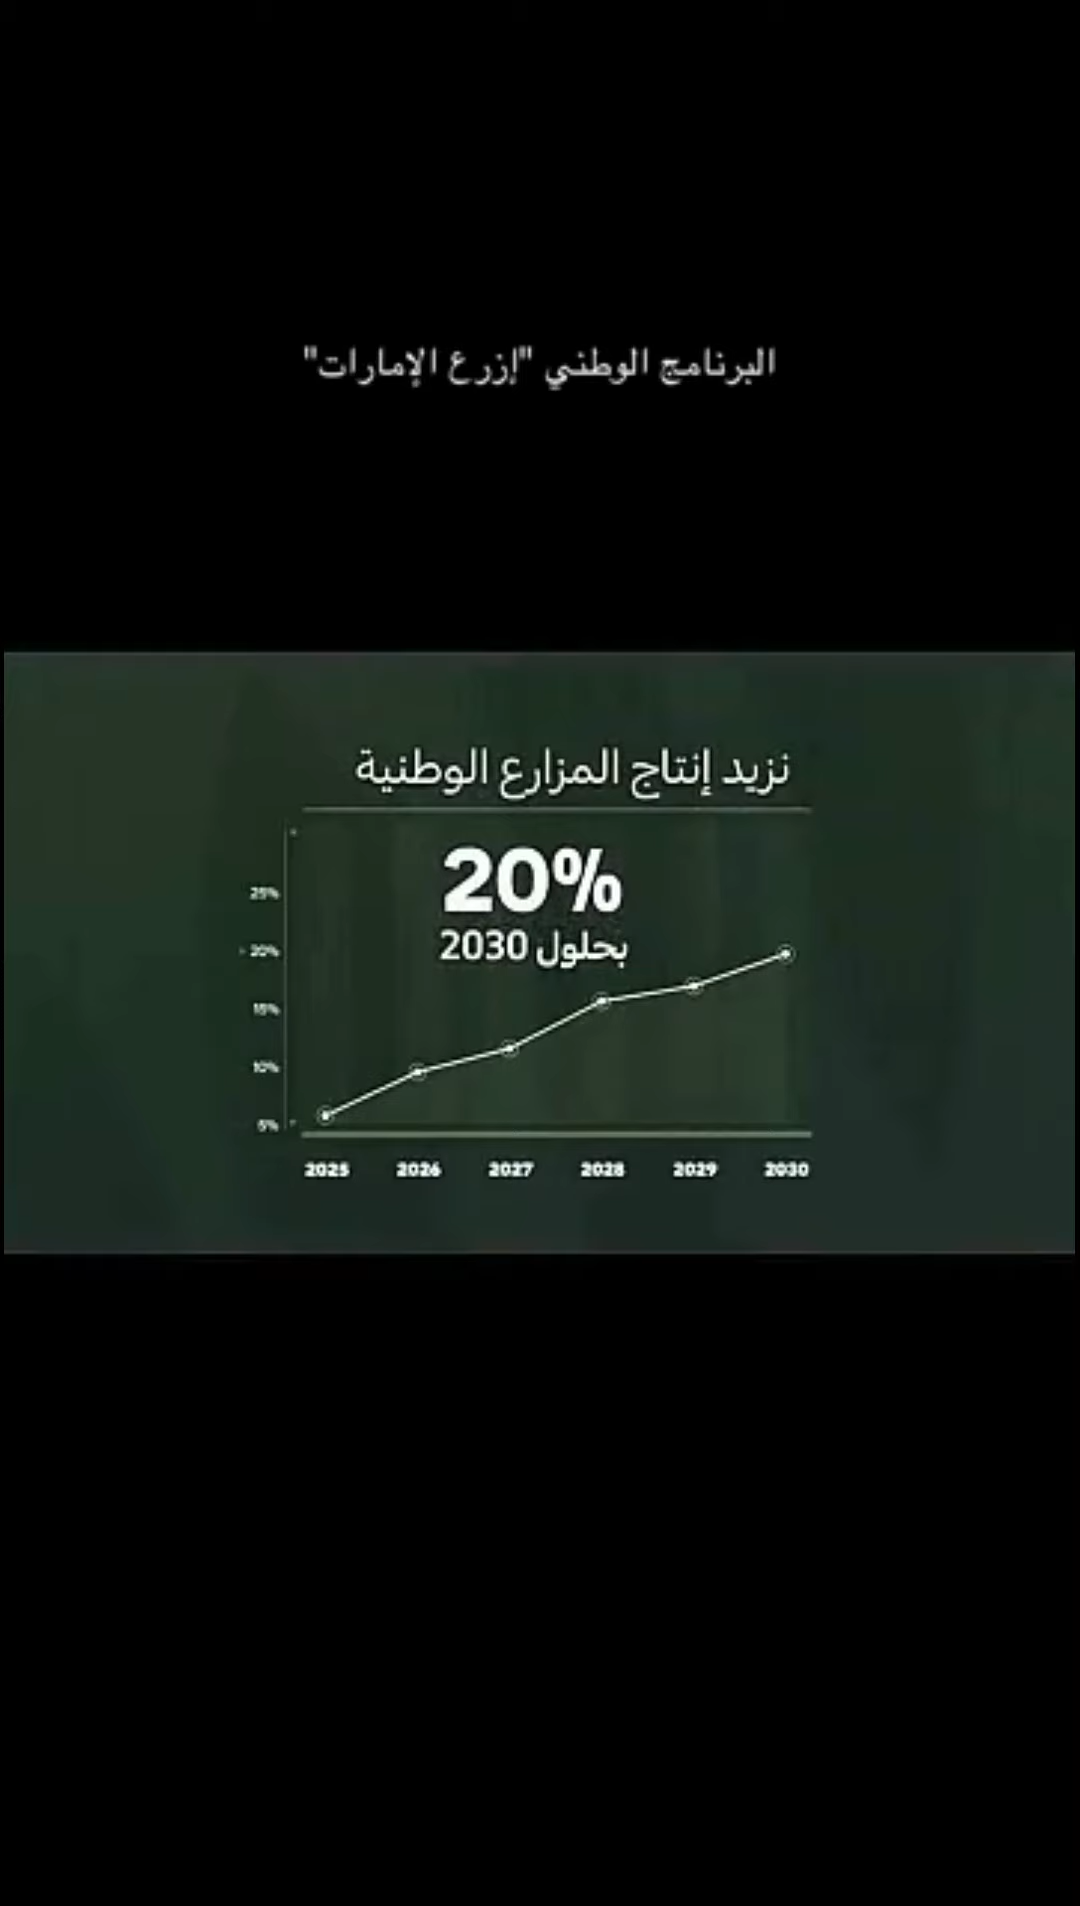 البرنامج الوطني "إزرع الإمارات"
نزيد إنتاج المزارع الوطنية
20%
بحلول 2030
25%
20%
15%
10%
5%
2025 2026 2027 2028 2029 2030